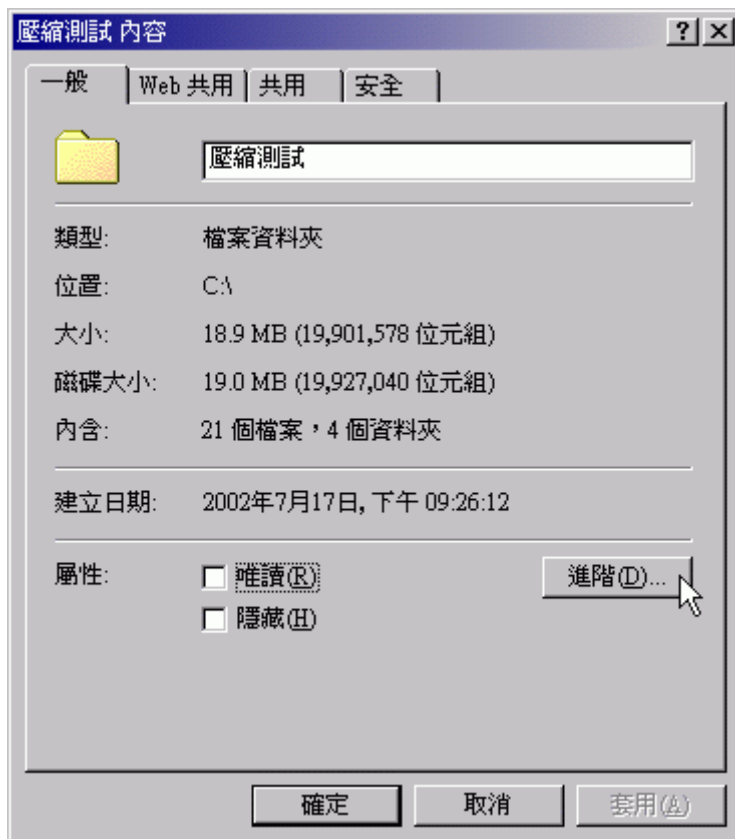 壓縮測試 內容
一般 Web 共用 共用 安全
壓縮測試
類型: 檔案資料夾
位置: C:\
大小: 18.9 MB (19,901,578 位元組)
磁碟大小: 19.0 MB (19,927,040 位元組)
內含: 21 個檔案，4 個資料夾
建立日期: 2002年7月17日, 下午 09:26:12
屬性: 唯讀(R) 進階(D)...
隱藏(H)
確定 取消 套用(A)